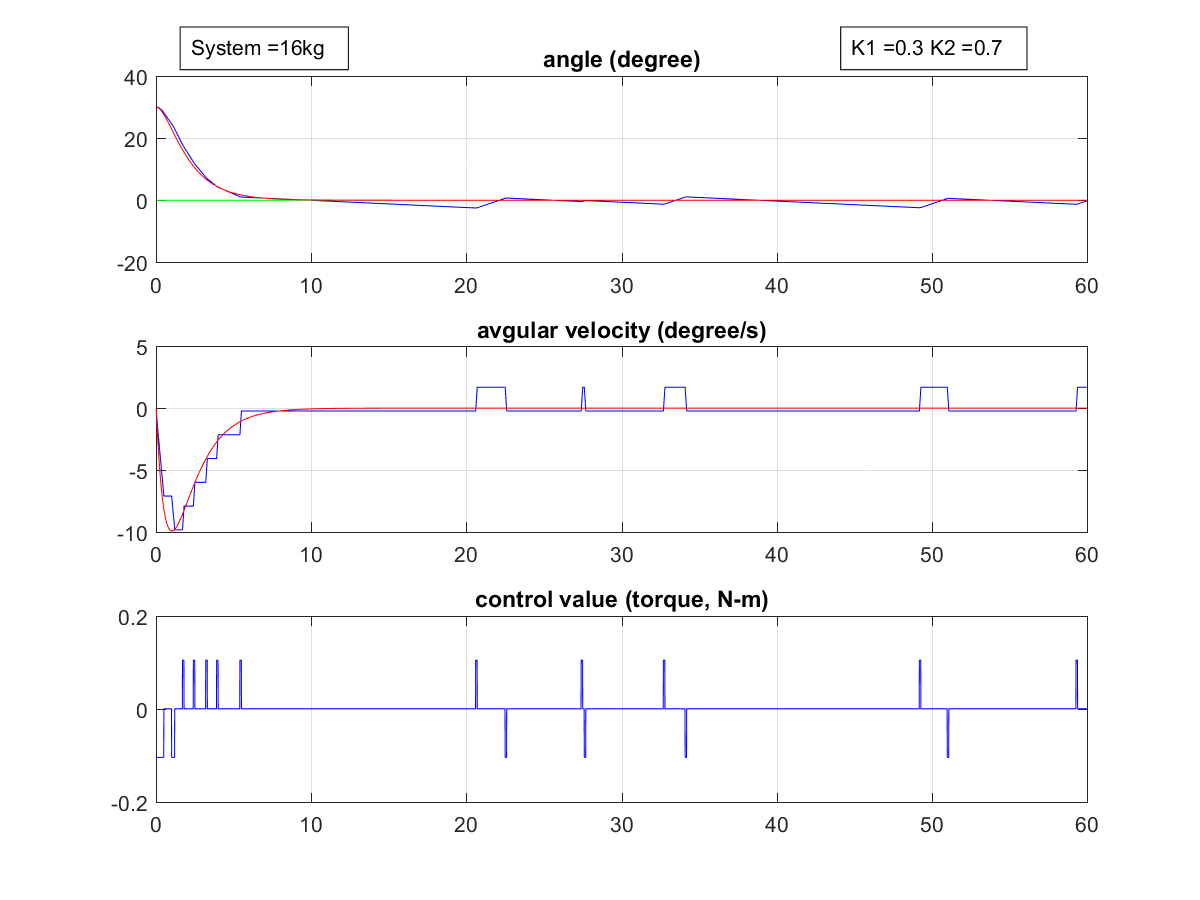 System =16kg
K1 =0.3 K2 =0.7
angle (degree)
40
20
0
-20
0 10 20 30 40 50 60
avgular velocity (degree/s)
5
0
-5
-10
0 10 20 30 40 50 60
control value (torque, N-m)
0.2
0
-0.2
0 10 20 30 40 50 60